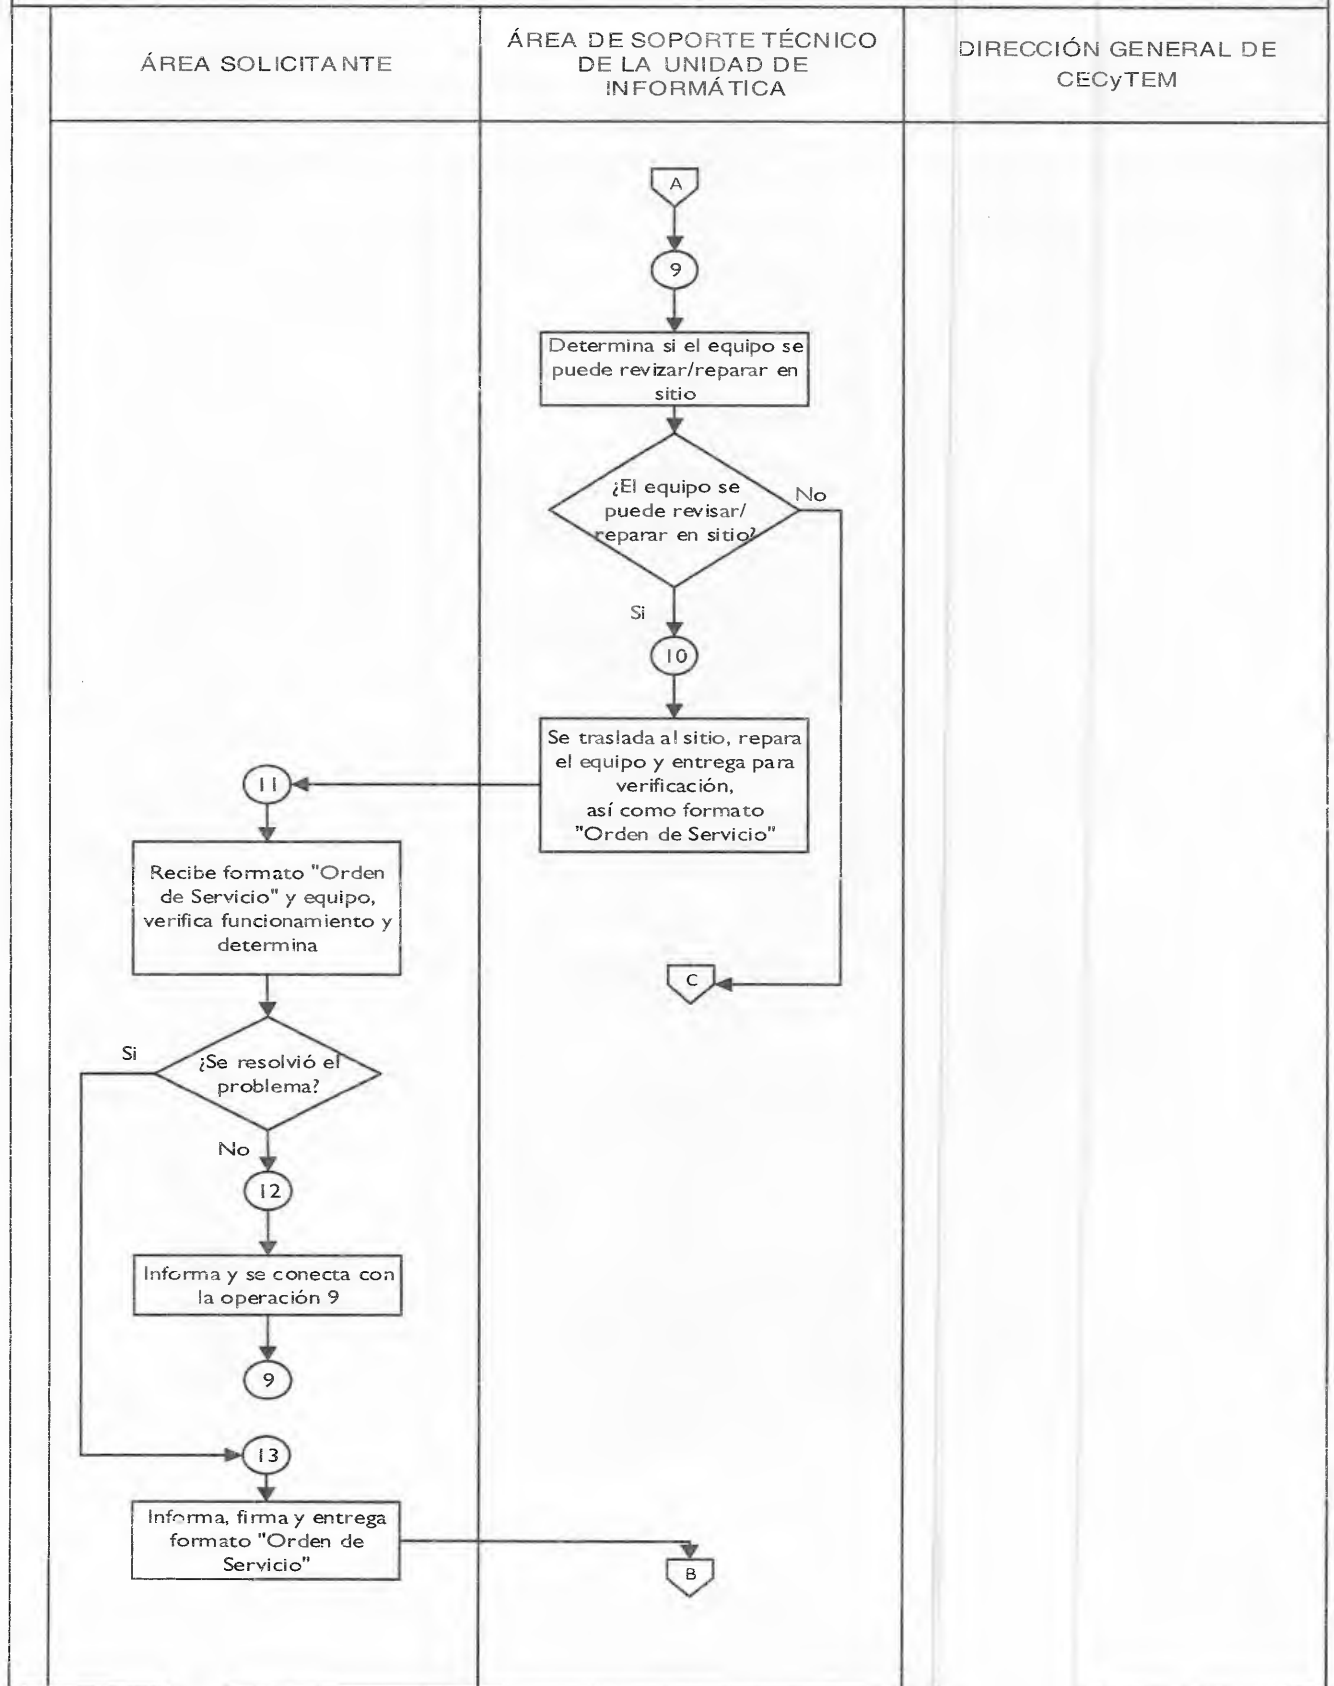 ÁREA SOLICITANTE
ÁREA DE SOPORTE TÉCNICO
DE LA UNIDAD DE
INFORMÁTICA
DIRECCIÓN GENERAL DE
CECyTEM
A
9
Determina si el equipo se
puede revizar/reparar en
sitio
¿El equipo se
puede revisar/
reparar en sitio?
No
Si
10
Se traslada al sitio, repara
el equipo y entrega para
verificación,
así como formato
"Orden de Servicio"
11
Recibe formato "Orden
de Servicio" y equipo,
verifica funcionamiento y
determina
C
Si
¿Se resolvió el
problema?
No
12
Informa y se conecta con
la operación 9
9
13
Informa, firma y entrega
formato "Orden de
Servicio"
B